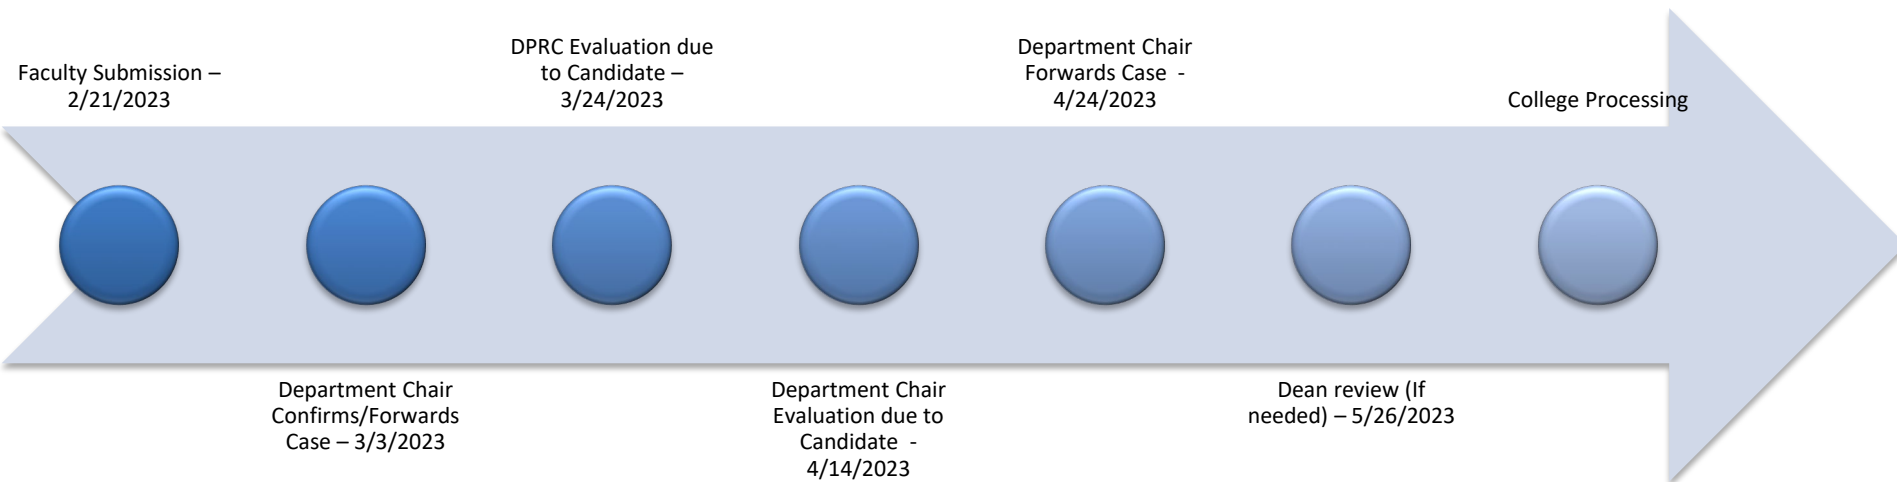 Faculty Submission –
2/21/2023
Department Chair
Confirms/Forwards
Case – 3/3/2023
DPRC Evaluation due
to Candidate –
3/24/2023
Department Chair
Evaluation due to
Candidate  -
4/14/2023
Department Chair
Forwards Case  -
4/24/2023
Dean review (If
needed) – 5/26/2023
College Processing